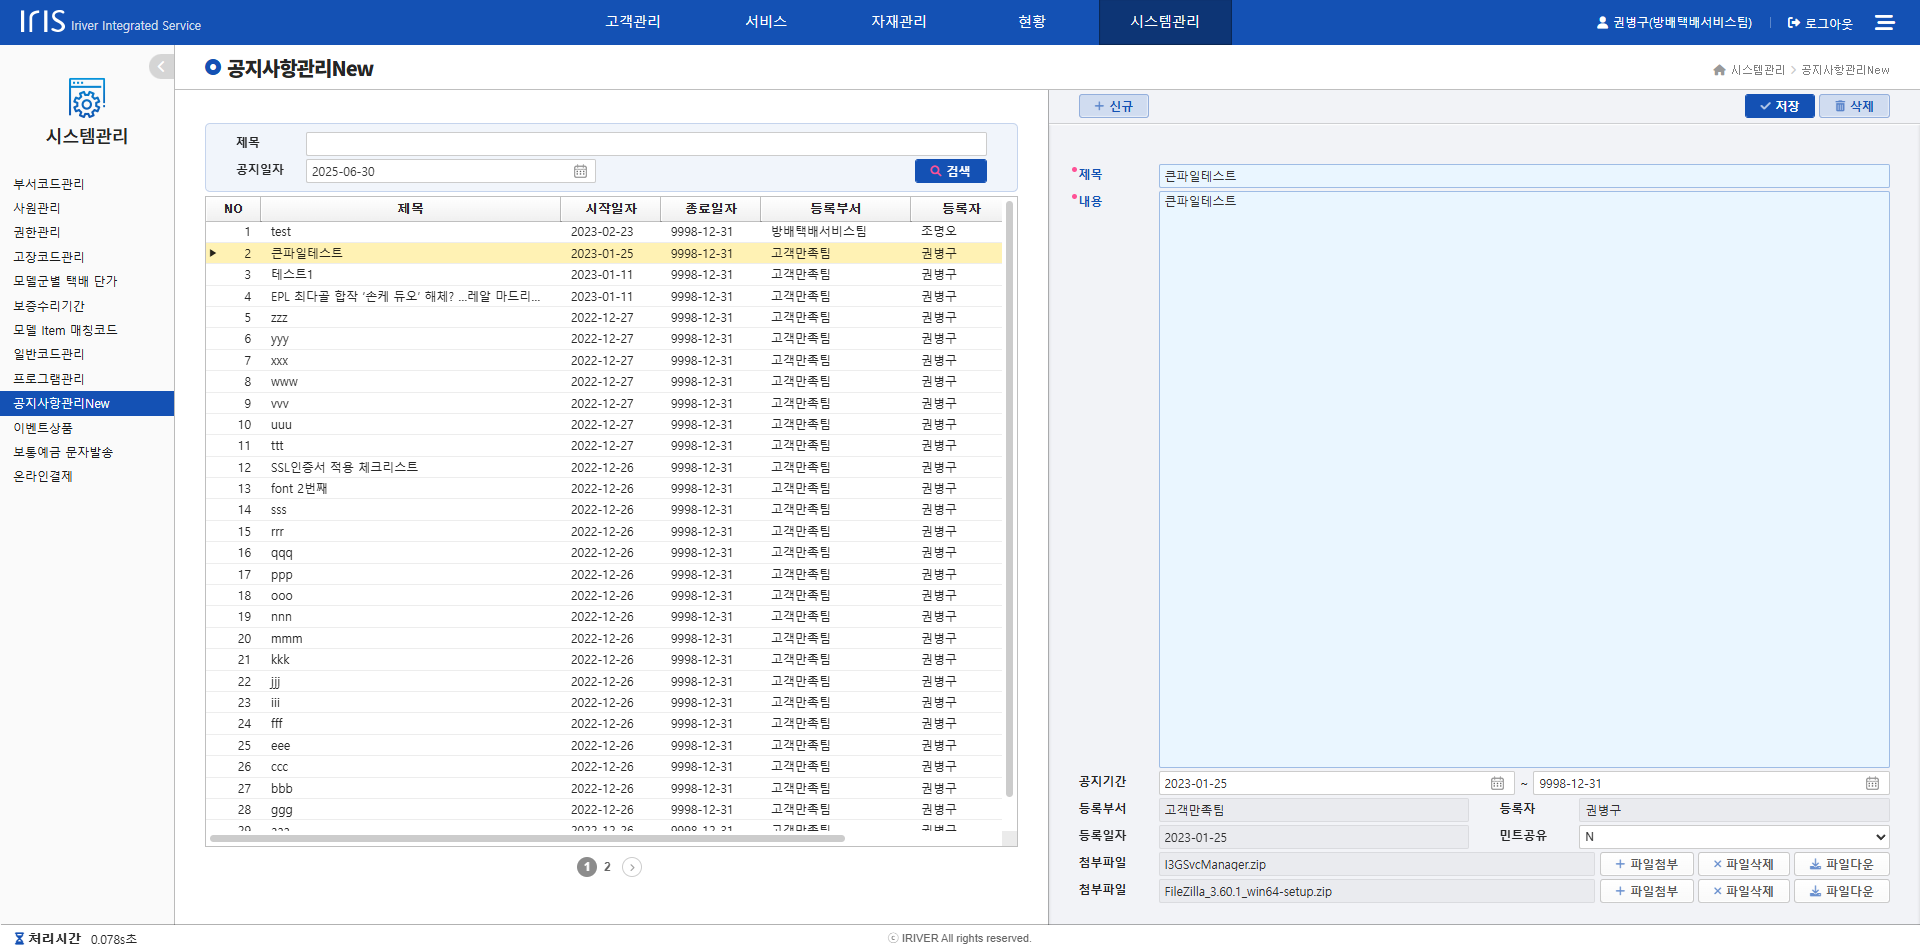 IRIS Iriver Integrated Service
고객관리 서비스 자재관리 현황 시스템관리
권병구(방배택배서비스팀) | 로그아웃
시스템관리
부서코드관리
사원관리
권한관리
고장코드관리
모델군별 택배 단가
보증수리기간
모델 Item 매칭코드
일반코드관리
프로그램관리
공지사항관리New
이벤트상품
보통예금 문자발송
온라인결제
공지사항관리New
시스템관리 > 공지사항관리New
제목
공지일자 2025-06-30 검색
NO 제목 시작일자 종료일자 등록부서 등록자
1 test 2023-02-23 9998-12-31 방배택배서비스팀 조명오
2 큰파일테스트 2023-01-25 9998-12-31 고객만족팀 권병구
3 테스트1 2023-01-11 9998-12-31 고객만족팀 권병구
4 EPL 최다골 합작 ‘손케 듀오’ 해체? ...레알 마드리... 2023-01-11 9998-12-31 고객만족팀 권병구
5 zzz 2022-12-27 9998-12-31 고객만족팀 권병구
6 yyy 2022-12-27 9998-12-31 고객만족팀 권병구
7 xxx 2022-12-27 9998-12-31 고객만족팀 권병구
8 www 2022-12-27 9998-12-31 고객만족팀 권병구
9 vvv 2022-12-27 9998-12-31 고객만족팀 권병구
10 uuu 2022-12-27 9998-12-31 고객만족팀 권병구
11 ttt 2022-12-27 9998-12-31 고객만족팀 권병구
12 SSL인증서 적용 체크리스트 2022-12-26 9998-12-31 고객만족팀 권병구
13 font 2번째 2022-12-26 9998-12-31 고객만족팀 권병구
14 sss 2022-12-26 9998-12-31 고객만족팀 권병구
15 rrr 2022-12-26 9998-12-31 고객만족팀 권병구
16 qqq 2022-12-26 9998-12-31 고객만족팀 권병구
17 ppp 2022-12-26 9998-12-31 고객만족팀 권병구
18 ooo 2022-12-26 9998-12-31 고객만족팀 권병구
19 nnn 2022-12-26 9998-12-31 고객만족팀 권병구
20 mmm 2022-12-26 9998-12-31 고객만족팀 권병구
21 kkk 2022-12-26 9998-12-31 고객만족팀 권병구
22 jjj 2022-12-26 9998-12-31 고객만족팀 권병구
23 iii 2022-12-26 9998-12-31 고객만족팀 권병구
24 fff 2022-12-26 9998-12-31 고객만족팀 권병구
25 eee 2022-12-26 9998-12-31 고객만족팀 권병구
26 ccc 2022-12-26 9998-12-31 고객만족팀 권병구
27 bbb 2022-12-26 9998-12-31 고객만족팀 권병구
28 ggg 2022-12-26 9998-12-31 고객만족팀 권병구
29 2022-12-26 9998-12-31 고객만족팀 권병구
1 2
+ 신규 저장 삭제
제목 큰파일테스트
내용 큰파일테스트
공지기간 2023-01-25 ~ 9998-12-31
등록부서 고객만족팀 등록자 권병구
등록일자 2023-01-25 민트공유 N
첨부파일 I3GSvcManager.zip + 파일첨부 × 파일삭제 파일다운
첨부파일 FileZilla_3.60.1_win64-setup.zip + 파일첨부 × 파일삭제 파일다운
처리시간 0.078s초
ⓒ IRIVER All rights reserved.